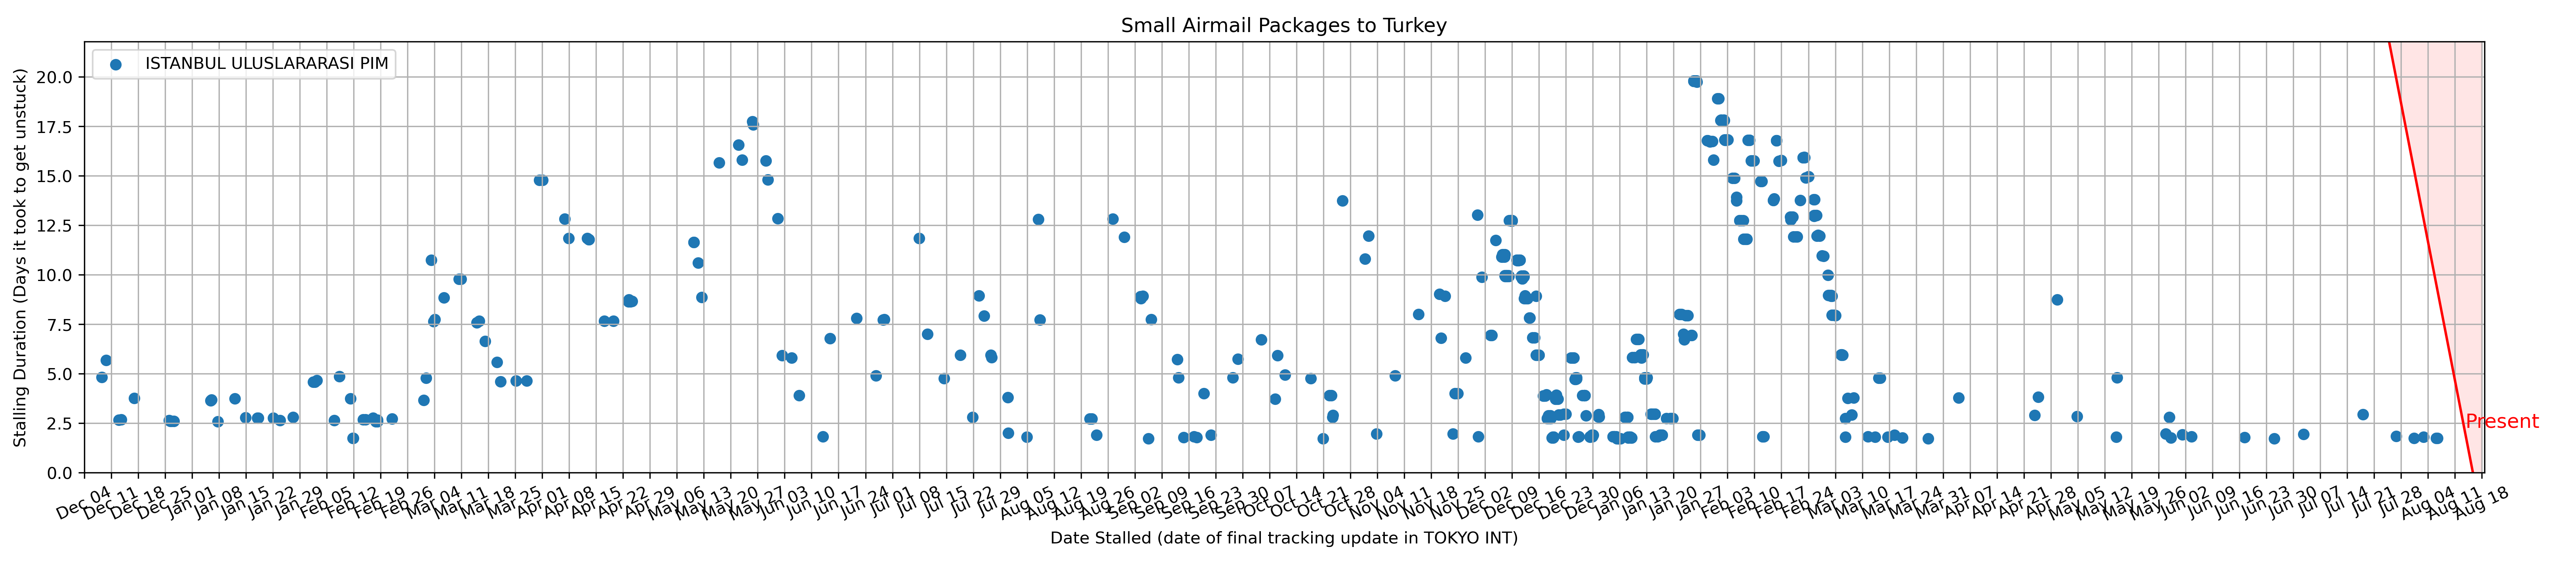 Small Airmail Packages to Turkey
ISTANBUL ULUSLARARASI PIM
Stalling Duration (Days it took to get unstuck)
20.0
17.5
15.0
12.5
10.0
7.5
5.0
2.5
0.0
Present
Dec 04
Dec 11
Dec 18
Dec 25
Jan 01
Jan 08
Jan 15
Jan 22
Jan 29
Feb 05
Feb 12
Feb 19
Feb 26
Mar 04
Mar 11
Mar 18
Mar 25
Apr 01
Apr 08
Apr 15
Apr 22
Apr 29
May 06
May 13
May 20
May 27
Jun 03
Jun 10
Jun 17
Jun 24
Jul 01
Jul 08
Jul 15
Jul 22
Jul 29
Aug 05
Aug 12
Aug 19
Aug 26
Sep 02
Sep 09
Sep 16
Sep 23
Sep 30
Oct 07
Oct 14
Oct 21
Oct 28
Nov 04
Nov 11
Nov 18
Nov 25
Dec 02
Dec 09
Dec 16
Dec 23
Dec 30
Jan 06
Jan 13
Jan 20
Jan 27
Feb 03
Feb 10
Feb 17
Feb 24
Mar 03
Mar 10
Mar 17
Mar 24
Mar 31
Apr 07
Apr 14
Apr 21
Apr 28
May 05
May 12
May 19
May 26
Jun 02
Jun 09
Jun 16
Jun 23
Jun 30
Jul 07
Jul 14
Jul 21
Jul 28
Aug 04
Aug 11
Aug 18
Date Stalled (date of final tracking update in TOKYO INT)